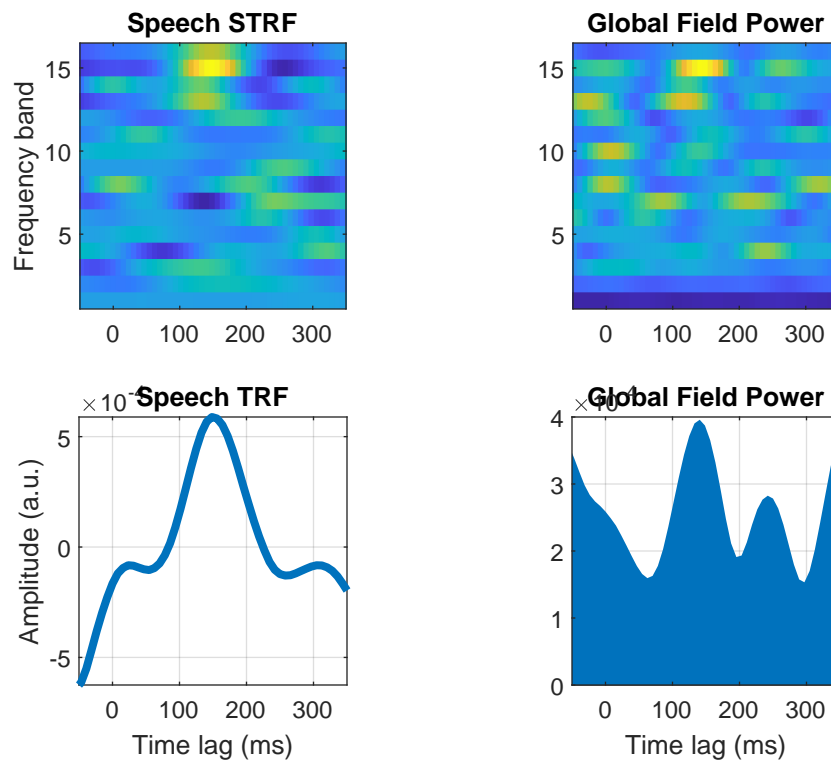 Speech STRF
Frequency band
15
10
5
0 100 200 300
Global Field Power
15
10
5
0 100 200 300
× 10⁻⁴
Speech TRF
Amplitude (a.u.)
5
0
-5
0 100 200 300
Time lag (ms)
Global Field Power
4
3
2
1
0
0 100 200 300
Time lag (ms)